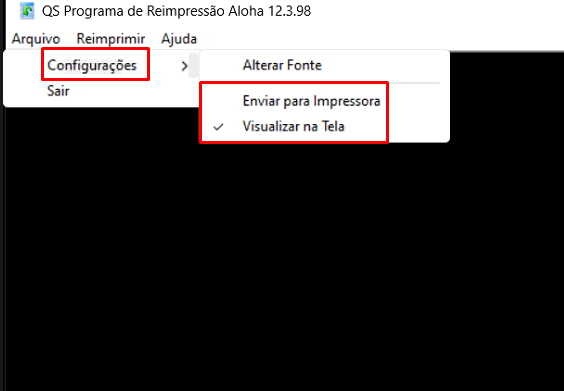 QS Programa de Reimpressão Aloha 12.3.98
Arquivo Reimprimir Ajuda
Configurações
Sair
Alterar Fonte
Enviar para Impressora
Visualizar na Tela